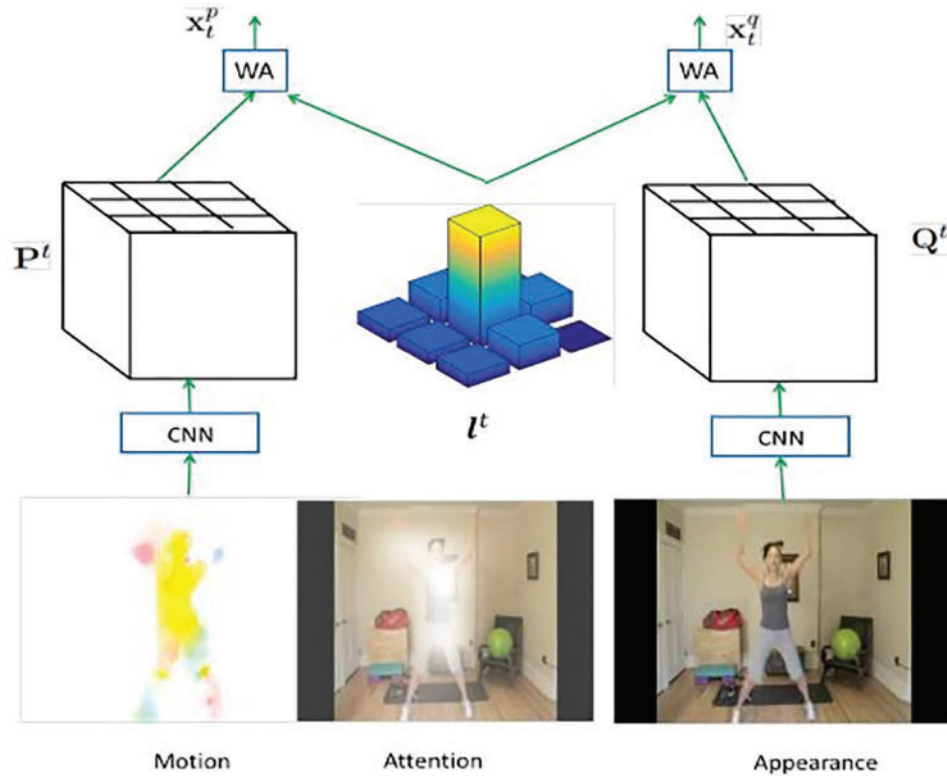 x_t^p
x_t^q
WA
WA
P^t
Q^t
l^t
CNN
CNN
Motion
Attention
Appearance